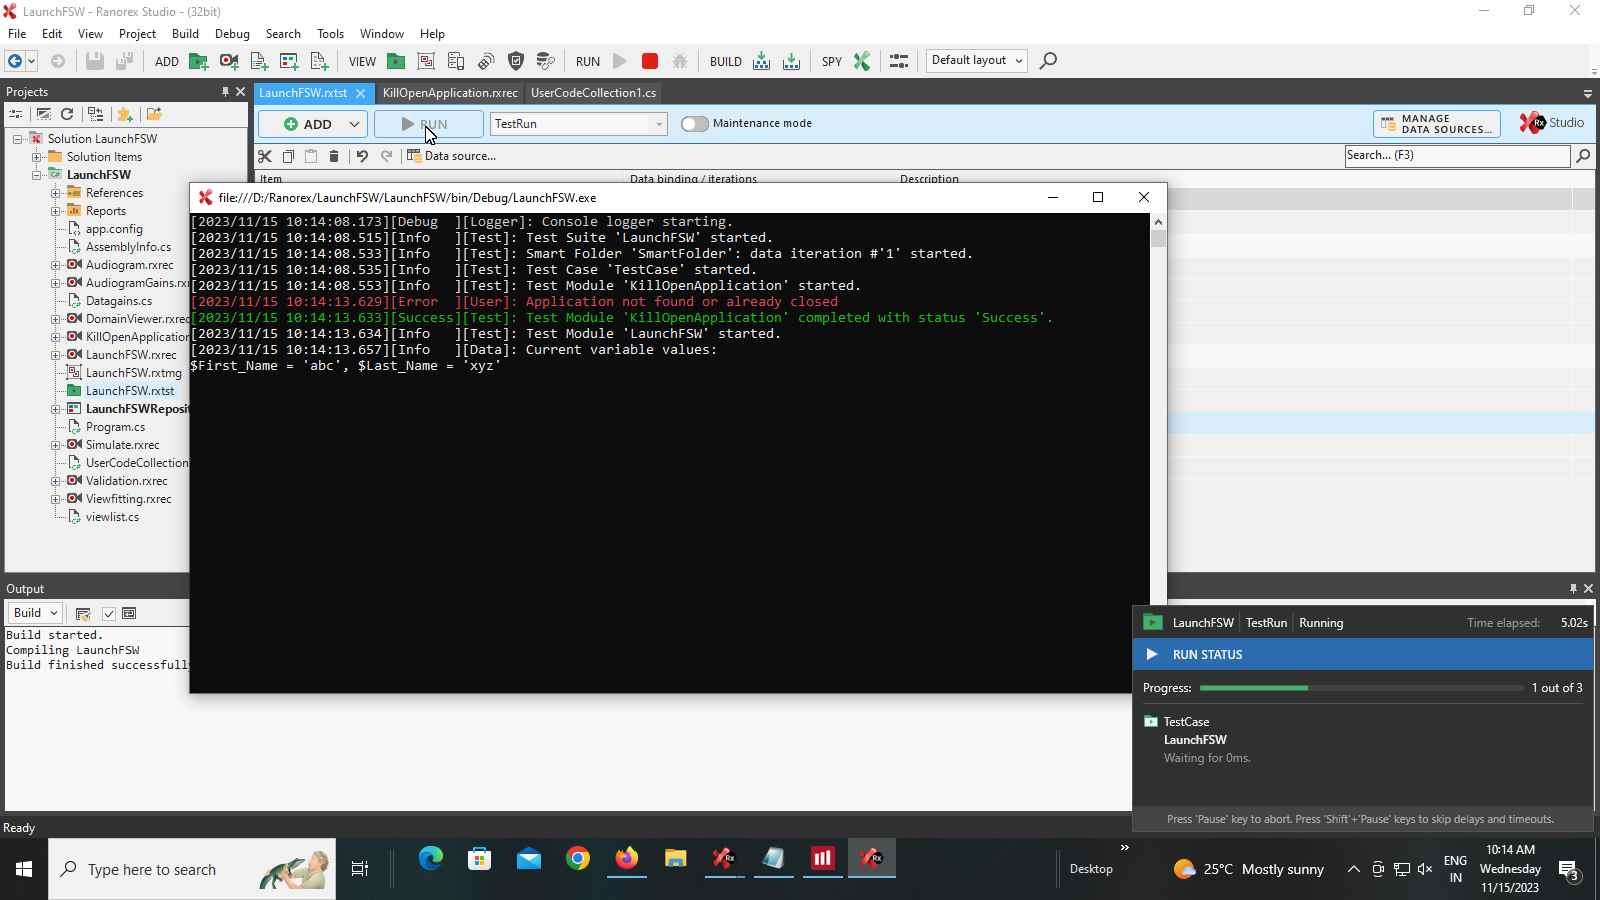 LaunchFSW - Ranorex Studio - (32bit)
File Edit View Project Build Debug Search Tools Window Help
ADD VIEW RUN BUILD SPY Default layout
Projects
LaunchFSW.rxtst KillOpenApplication.rxrec UserCodeCollection1.cs
ADD RUN TestRun Maintenance mode MANAGE DATA SOURCES... Rx Studio
Data source... Search... (F3)
Item Data binding / iterations Description
Solution LaunchFSW
Solution Items
LaunchFSW
References
Reports
app.config
AssemblyInfo.cs
Audiogram.rxrec
AudiogramGains.rx
Datagains.cs
DomainViewer.rxrec
KillOpenApplication
LaunchFSW.rxrec
LaunchFSW.rxtmg
LaunchFSW.rxtst
LaunchFSWReposit
Program.cs
Simulate.rxrec
UserCodeCollection
Validation.rxrec
Viewfitting.rxrec
viewlist.cs
file:///D:/Ranorex/LaunchFSW/LaunchFSW/bin/Debug/LaunchFSW.exe
[2023/11/15 10:14:08.173][Debug ][Logger]: Console logger starting.
[2023/11/15 10:14:08.515][Info ][Test]: Test Suite 'LaunchFSW' started.
[2023/11/15 10:14:08.533][Info ][Test]: Smart Folder 'SmartFolder': data iteration #'1' started.
[2023/11/15 10:14:08.535][Info ][Test]: Test Case 'TestCase' started.
[2023/11/15 10:14:08.553][Info ][Test]: Test Module 'KillOpenApplication' started.
[2023/11/15 10:14:13.629][Error ][User]: Application not found or already closed
[2023/11/15 10:14:13.633][Success][Test]: Test Module 'KillOpenApplication' completed with status 'Success'.
[2023/11/15 10:14:13.634][Info ][Test]: Test Module 'LaunchFSW' started.
[2023/11/15 10:14:13.657][Info ][Data]: Current variable values:
$First_Name = 'abc', $Last_Name = 'xyz'
Output
Build
Build started.
Compiling LaunchFSW
Build finished successfully
LaunchFSW TestRun Running Time elapsed: 5.02s
RUN STATUS
Progress: 1 out of 3
TestCase
LaunchFSW
Waiting for 0ms.
Press 'Pause' key to abort. Press 'Shift'+'Pause' keys to skip delays and timeouts.
Ready
Type here to search
Desktop
25°C Mostly sunny
ENG
IN
10:14 AM
Wednesday
11/15/2023
3